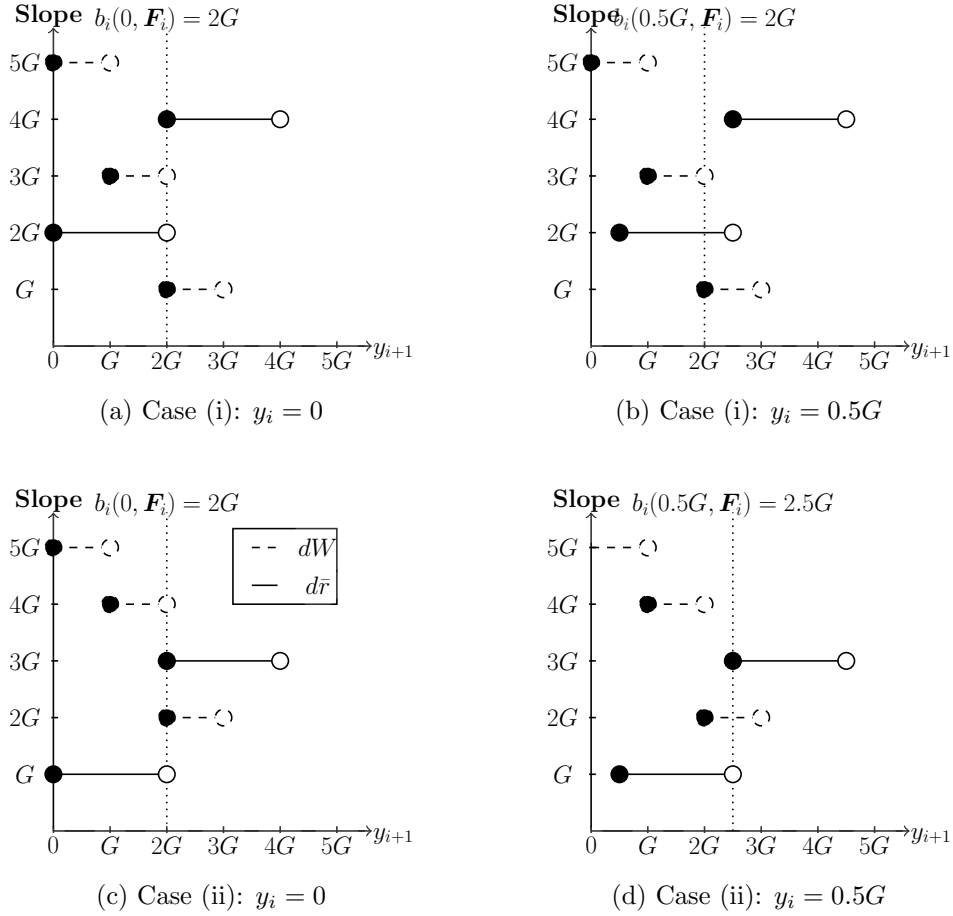 Slope b_i(0, F_i) = 2G
5G
4G
3G
2G
G
0 G 2G 3G 4G 5G y_{i+1}
(a) Case (i): y_i = 0
Slope b_i(0.5G, F_i) = 2G
5G
4G
3G
2G
G
0 G 2G 3G 4G 5G y_{i+1}
(b) Case (i): y_i = 0.5G
Slope b_i(0, F_i) = 2G
5G
4G
3G
2G
G
dW
dr̄
0 G 2G 3G 4G 5G y_{i+1}
(c) Case (ii): y_i = 0
Slope b_i(0.5G, F_i) = 2.5G
5G
4G
3G
2G
G
0 G 2G 3G 4G 5G y_{i+1}
(d) Case (ii): y_i = 0.5G